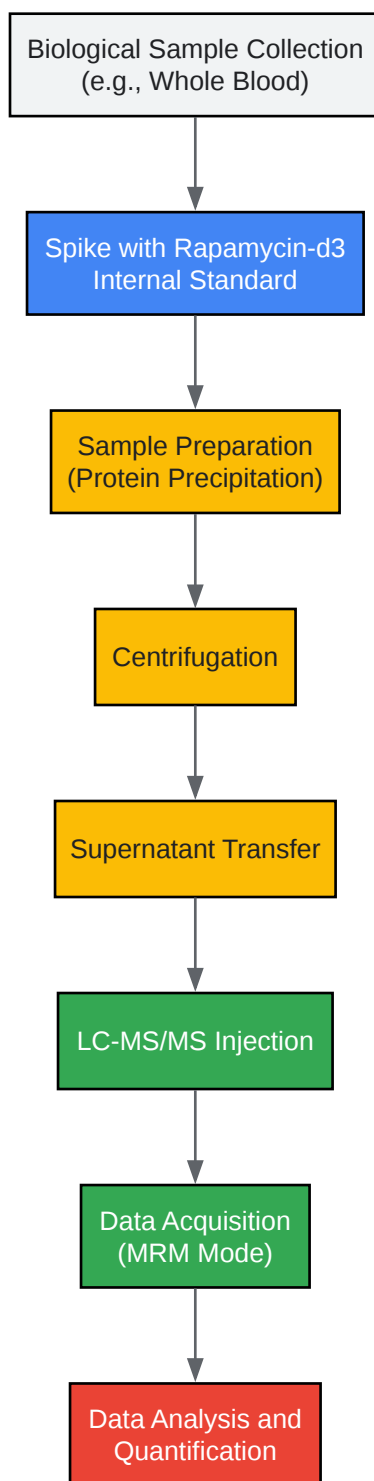 Biological Sample Collection
(e.g., Whole Blood)
Spike with Rapamycin-d3
Internal Standard
Sample Preparation
(Protein Precipitation)
Centrifugation
Supernatant Transfer
LC-MS/MS Injection
Data Acquisition
(MRM Mode)
Data Analysis and
Quantification